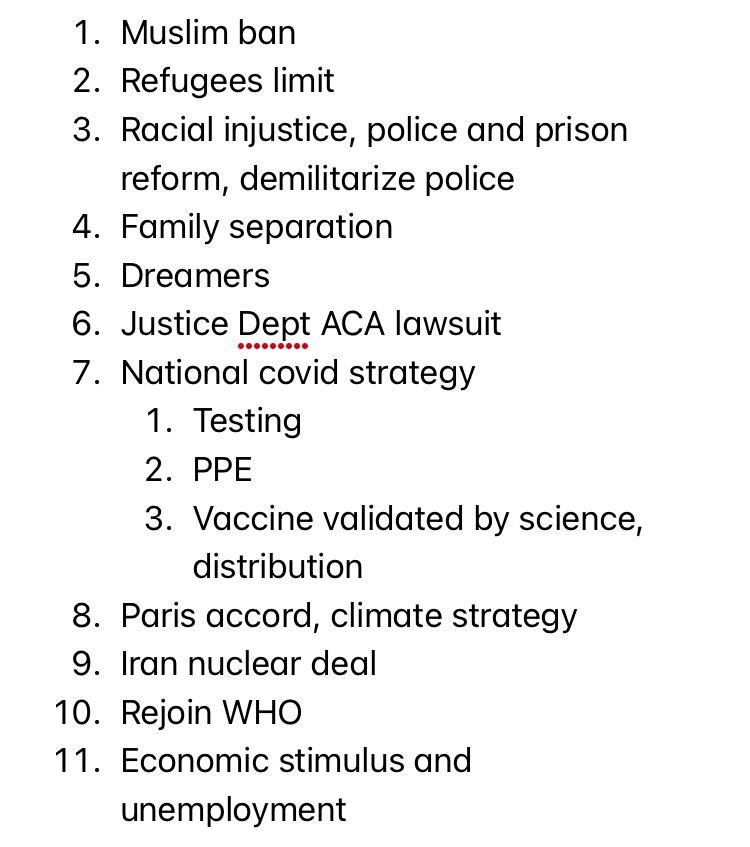 1. Muslim ban
2. Refugees limit
3. Racial injustice, police and prison
reform, demilitarize police
4. Family separation
5. Dreamers
6. Justice Dept ACA lawsuit
7. National covid strategy
1. Testing
2. PPE
3. Vaccine validated by science,
distribution
8. Paris accord, climate strategy
9. Iran nuclear deal
10. Rejoin WHO
11. Economic stimulus and
unemployment